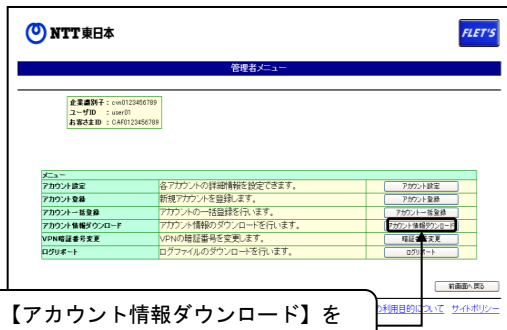 NTT東日本
FLET'S
管理者メニュー
企業識別子：cvn0123456789
ユーザID ：user01
お客さまID ：CAF0123456789
メニュー
アカウント設定 各アカウントの詳細情報を設定できます。 アカウント設定
アカウント登録 新規アカウントを登録します。 アカウント登録
アカウント一括登録 アカウントの一括登録を行います。 アカウント一括登録
アカウント情報ダウンロード アカウント情報のダウンロードを行います。 アカウント情報ダウンロード
VPN暗証番号変更 VPNの暗証番号を変更します。 暗証番号変更
ログリポート ログファイルのダウンロードを行います。 ログリポート
前画面へ戻る
の利用目的について サイトポリシー
【アカウント情報ダウンロード】を